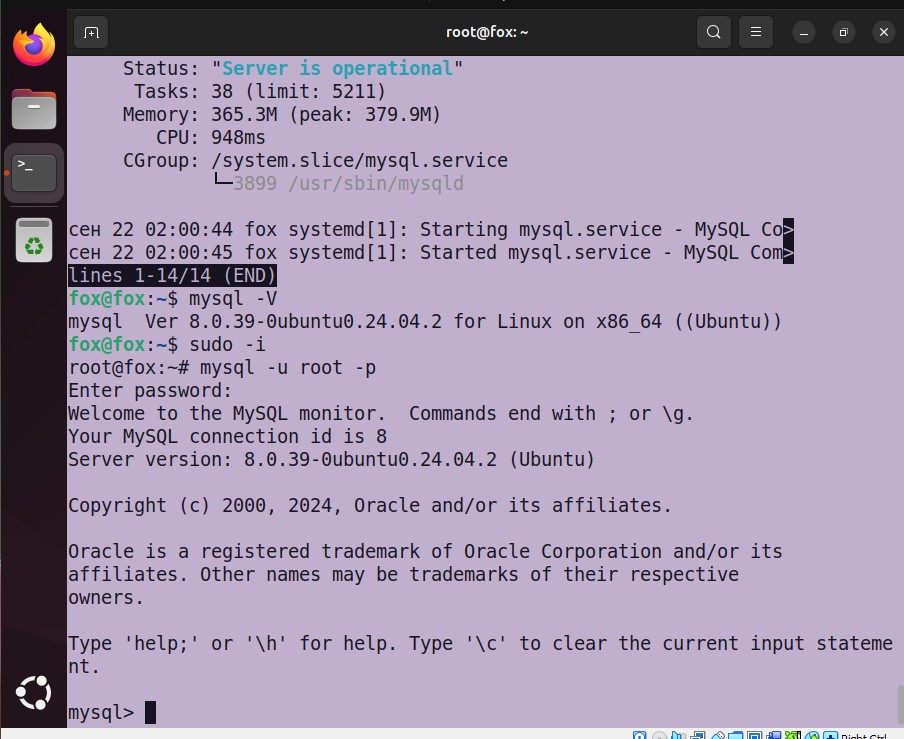 root@fox: ~
Status: "Server is operational"
Tasks: 38 (limit: 5211)
Memory: 365.3M (peak: 379.9M)
CPU: 948ms
CGroup: /system.slice/mysql.service
└─3899 /usr/sbin/mysqld
сен 22 02:00:44 fox systemd[1]: Starting mysql.service - MySQL Co>
сен 22 02:00:45 fox systemd[1]: Started mysql.service - MySQL Com>
lines 1-14/14 (END)
fox@fox:~$ mysql -V
mysql  Ver 8.0.39-0ubuntu0.24.04.2 for Linux on x86_64 ((Ubuntu))
fox@fox:~$ sudo -i
root@fox:~# mysql -u root -p
Enter password:
Welcome to the MySQL monitor.  Commands end with ; or \g.
Your MySQL connection id is 8
Server version: 8.0.39-0ubuntu0.24.04.2 (Ubuntu)
Copyright (c) 2000, 2024, Oracle and/or its affiliates.
Oracle is a registered trademark of Oracle Corporation and/or its
affiliates. Other names may be trademarks of their respective
owners.
Type 'help;' or '\h' for help. Type '\c' to clear the current input stateme
nt.
mysql>
Right Ctrl